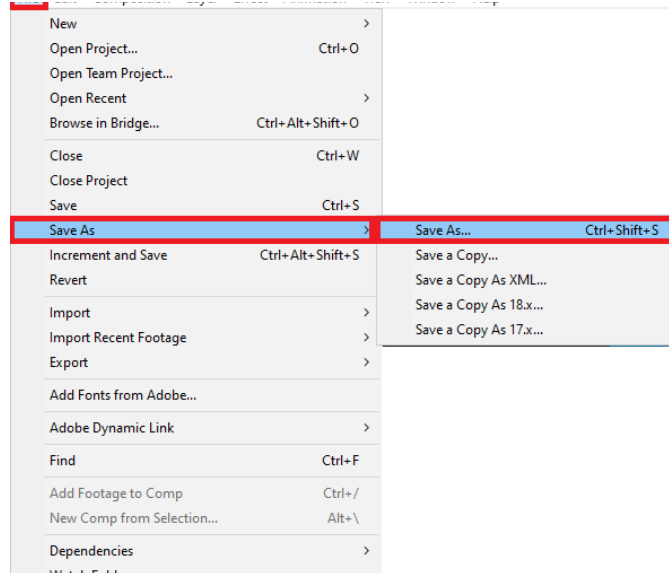 New >
Open Project... Ctrl+O
Open Team Project...
Open Recent >
Browse in Bridge... Ctrl+Alt+Shift+O
Close Ctrl+W
Close Project
Save Ctrl+S
Save As > Save As... Ctrl+Shift+S
Increment and Save Ctrl+Alt+Shift+S Save a Copy...
Revert Save a Copy As XML...
Import > Save a Copy As 18.x...
Import Recent Footage > Save a Copy As 17.x...
Export >
Add Fonts from Adobe...
Adobe Dynamic Link >
Find Ctrl+F
Add Footage to Comp Ctrl+/
New Comp from Selection... Alt+\
Dependencies >